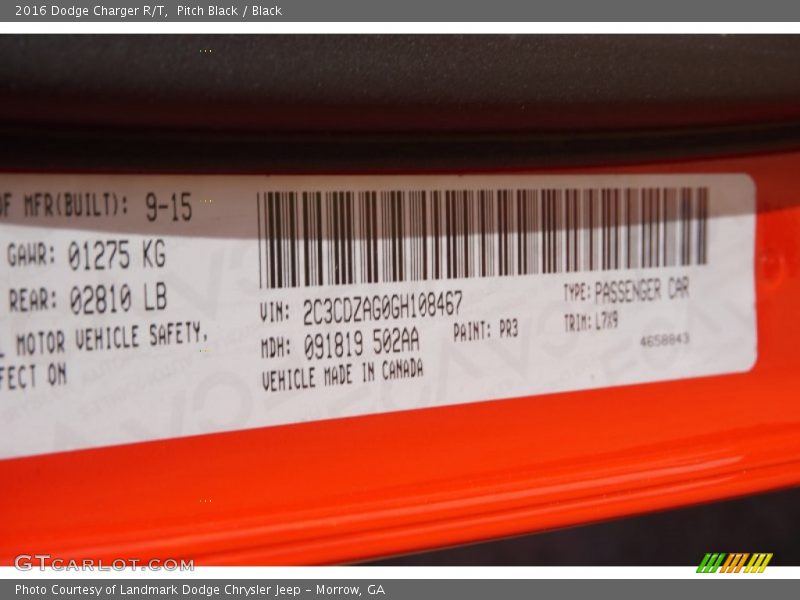 2016 Dodge Charger R/T, Pitch Black / Black
OF MFR(BUILT): 9-15
GAWR: 01275 KG
REAR: 02810 LB
L MOTOR VEHICLE SAFETY,
FECT ON
VIN: 2C3CDZAG0GH108467
TYPE: PASSENGER CAR
MDH: 091819 502AA
PAINT: PR3
TRIM: L7X9
VEHICLE MADE IN CANADA
4658843
GTCARLOT.COM
Photo Courtesy of Landmark Dodge Chrysler Jeep - Morrow, GA